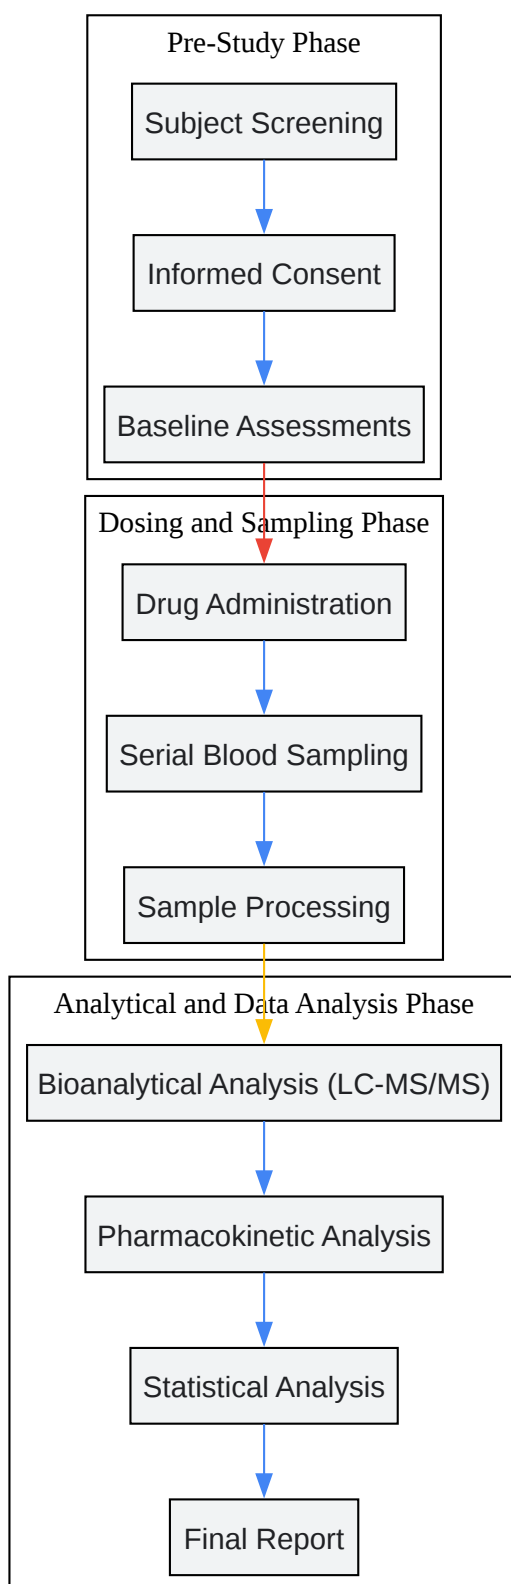 Pre-Study Phase
Subject Screening
Informed Consent
Baseline Assessments
Dosing and Sampling Phase
Drug Administration
Serial Blood Sampling
Sample Processing
Analytical and Data Analysis Phase
Bioanalytical Analysis (LC-MS/MS)
Pharmacokinetic Analysis
Statistical Analysis
Final Report